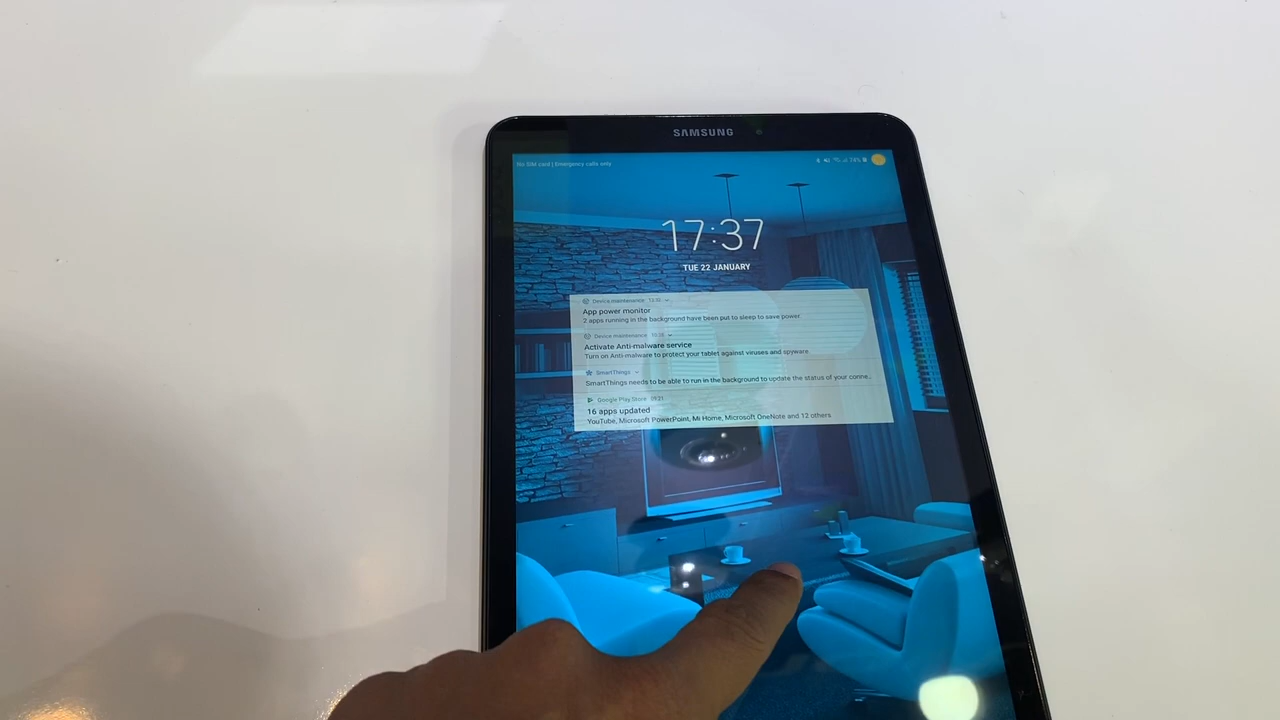 SAMSUNG
No SIM card | Emergency calls only
74%
17:37
TUE 22 JANUARY
Device maintenance
App power monitor
2 apps running in the background have been put to sleep to save power.
Device maintenance
Activate Anti-malware service
Turn on Anti-malware to protect your tablet against viruses and spyware.
SmartThings
SmartThings needs to be able to run in the background to update the status of your conne..
Google Play Store
16 apps updated
YouTube, Microsoft PowerPoint, Mi Home, Microsoft OneNote and 12 others